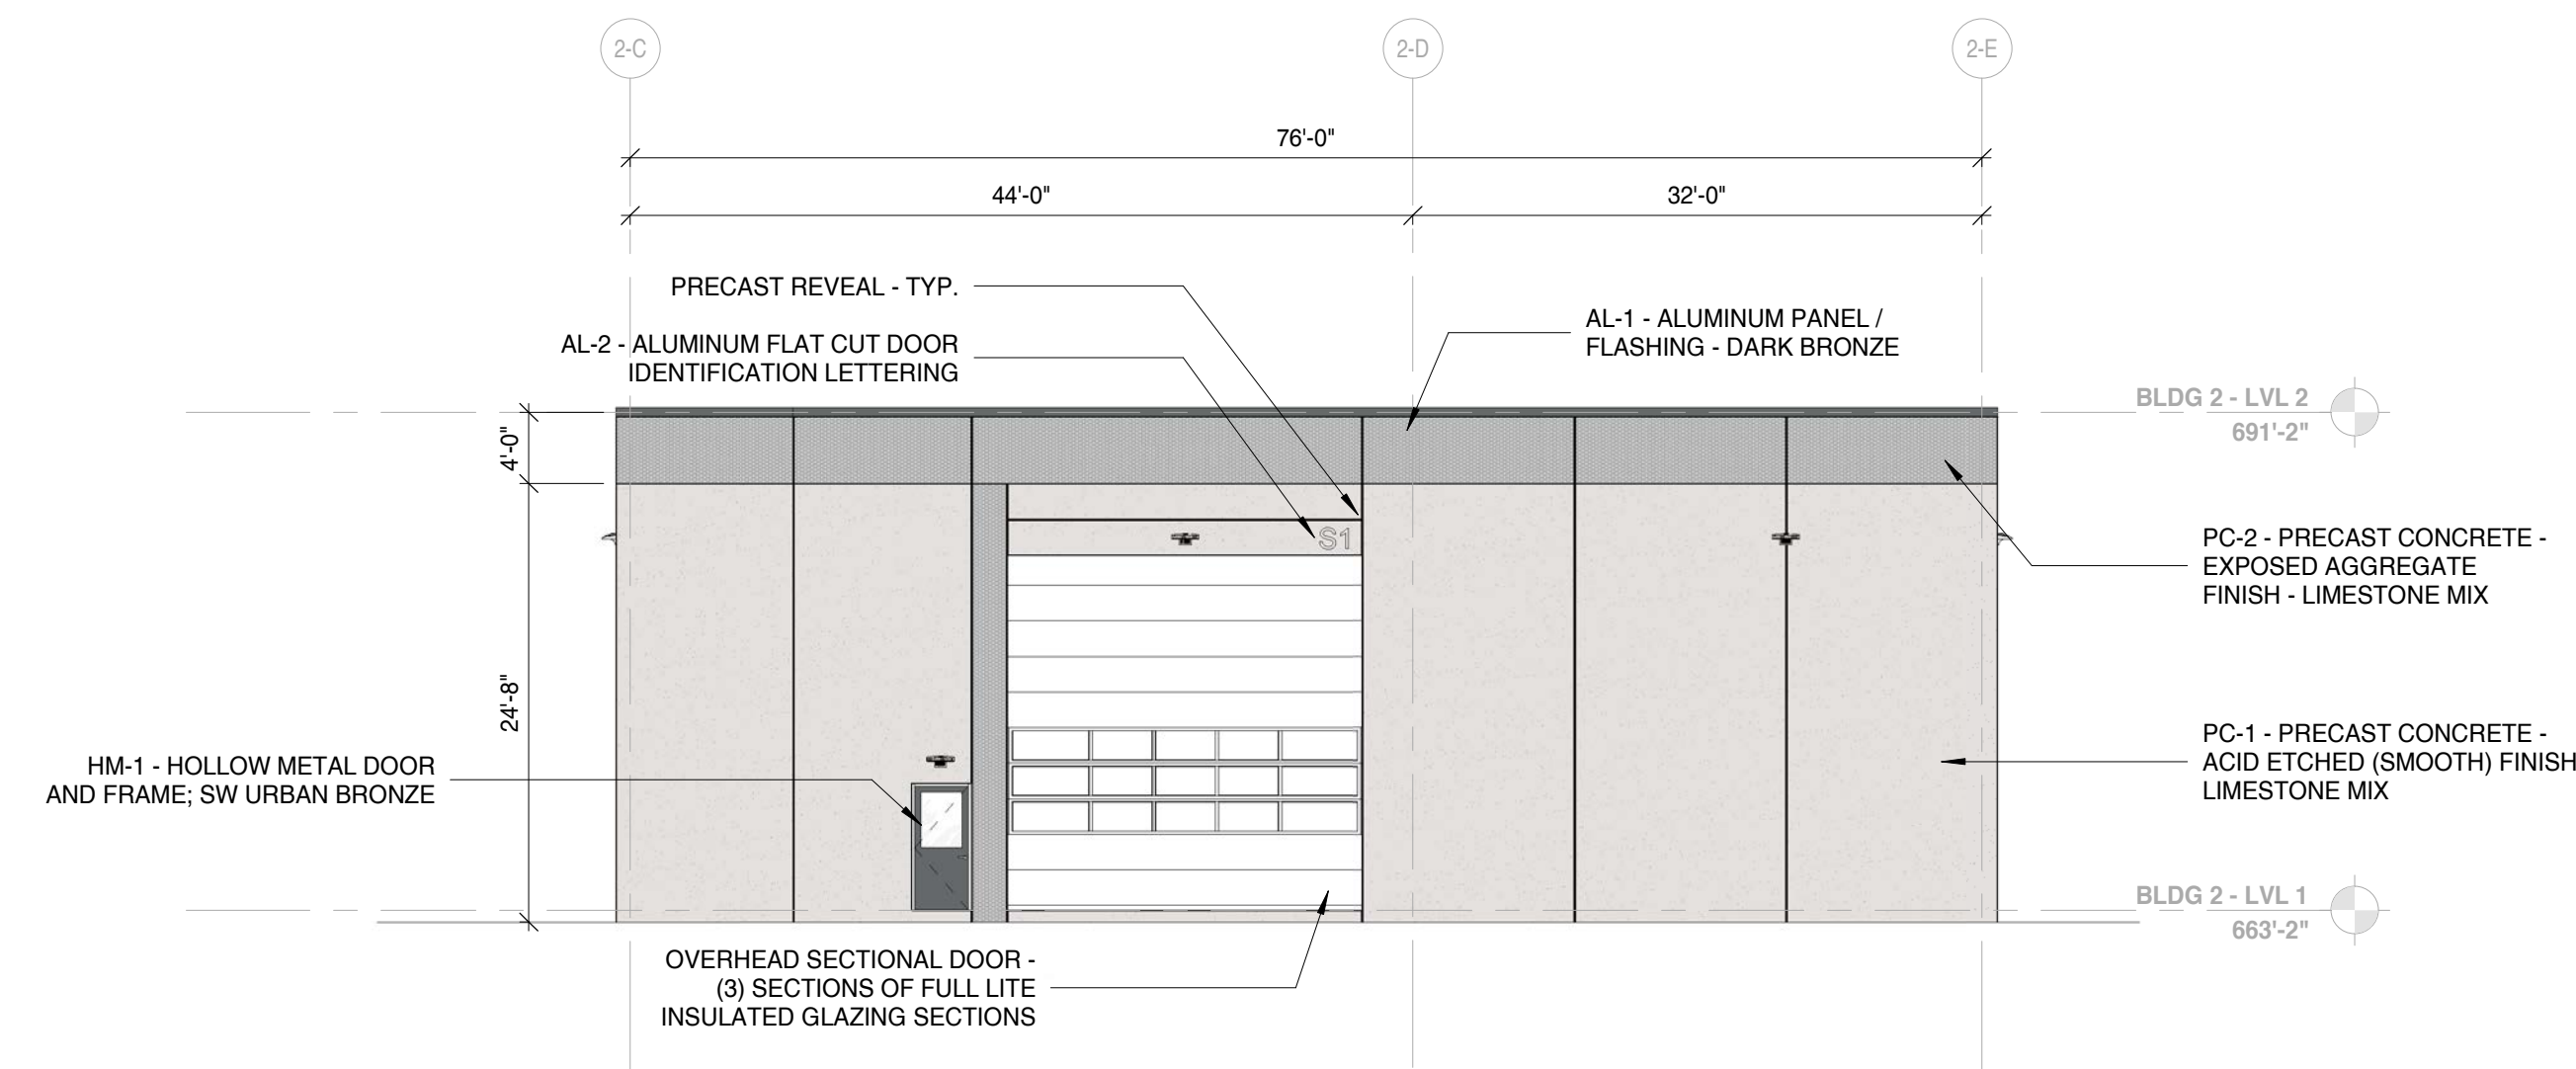 2-C
2-D
2-E
76'-0"
44'-0"
32'-0"
PRECAST REVEAL - TYP.
AL-2 - ALUMINUM FLAT CUT DOOR
IDENTIFICATION LETTERING
AL-1 - ALUMINUM PANEL /
FLASHING - DARK BRONZE
BLDG 2 - LVL 2
691'-2"
4'-0"
S1
PC-2 - PRECAST CONCRETE -
EXPOSED AGGREGATE
FINISH - LIMESTONE MIX
24'-8"
HM-1 - HOLLOW METAL DOOR
AND FRAME; SW URBAN BRONZE
PC-1 - PRECAST CONCRETE -
ACID ETCHED (SMOOTH) FINISH
LIMESTONE MIX
BLDG 2 - LVL 1
663'-2"
OVERHEAD SECTIONAL DOOR -
(3) SECTIONS OF FULL LITE
INSULATED GLAZING SECTIONS